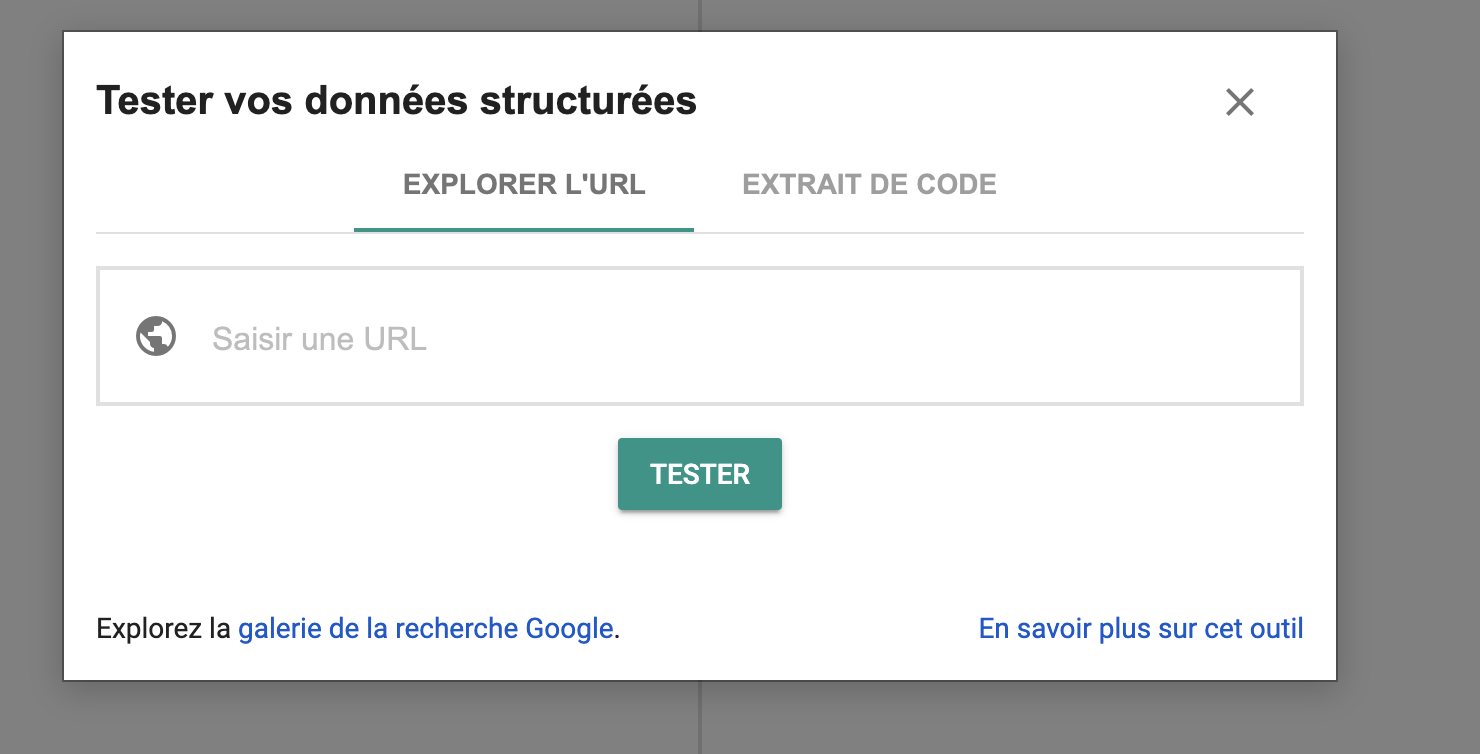 Tester vos données structurées
EXPLORER L'URL
EXTRAIT DE CODE
Saisir une URL
TESTER
Explorez la galerie de la recherche Google.
En savoir plus sur cet outil